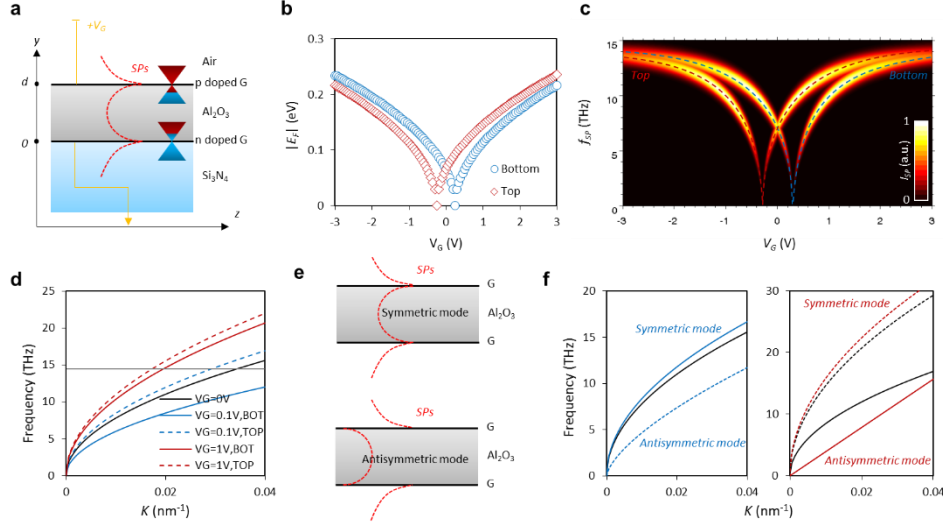 a
+V_G
y
SPs
Air
d
p doped G
Al₂O₃
0
n doped G
Si₃N₄
z
b
0.3
0.2
0.1
0
|E_F| (eV)
Bottom
Top
-3 -2 -1 0 1 2 3
V_G (V)
c
15
10
5
0
f_SP (THz)
Top
Bottom
1
0
I_SP (a.u.)
-3 -2 -1 0 1 2 3
V_G (V)
d
25
20
15
10
5
0
Frequency (THz)
VG=0V
VG=0.1V,BOT
VG=0.1V,TOP
VG=1V,BOT
VG=1V,TOP
0 0.02 0.04
K (nm⁻¹)
e
SPs
G
Symmetric mode
Al₂O₃
G
SPs
G
Antisymmetric mode
Al₂O₃
G
f
20
15
10
5
0
Frequency (THz)
Symmetric mode
Antisymmetric mode
0 0.02 0.04
K (nm⁻¹)
30
20
10
0
Symmetric mode
Antisymmetric mode
0 0.02 0.04
K (nm⁻¹)